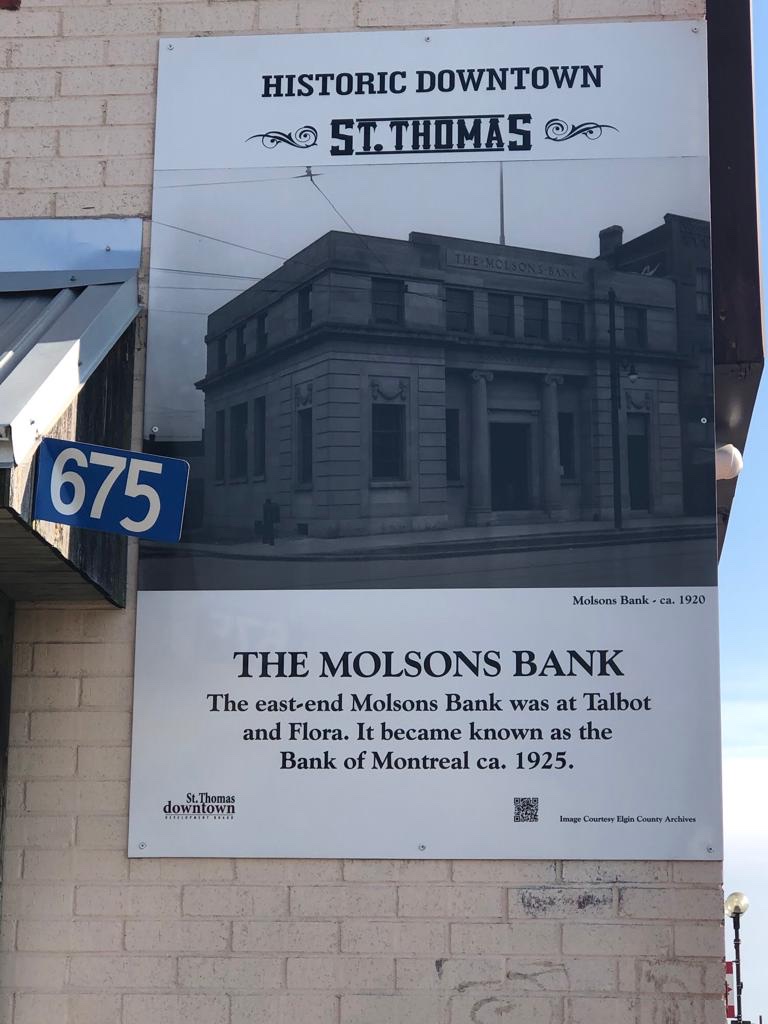 HISTORIC DOWNTOWN
ST. THOMAS
THE · MOLSONS · BANK
675
Molsons Bank - ca. 1920
THE MOLSONS BANK
The east-end Molsons Bank was at Talbot
and Flora. It became known as the
Bank of Montreal ca. 1925.
St. Thomas
downtown
DEVELOPMENT BOARD
Image Courtesy Elgin County Archives